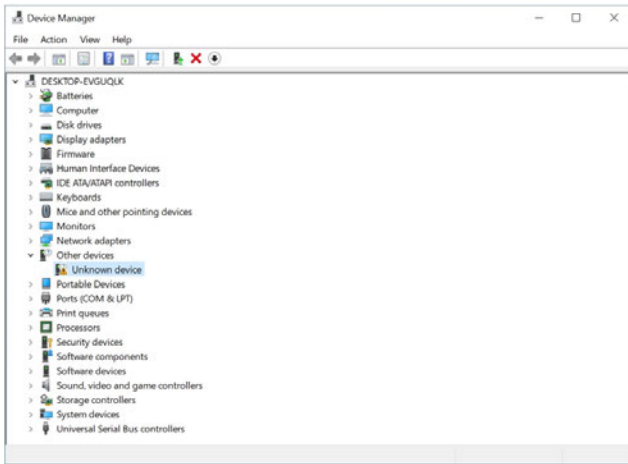 Device Manager
File Action View Help
DESKTOP-EVGUQLK
Batteries
Computer
Disk drives
Display adapters
Firmware
Human Interface Devices
IDE ATA/ATAPI controllers
Keyboards
Mice and other pointing devices
Monitors
Network adapters
Other devices
Unknown device
Portable Devices
Ports (COM & LPT)
Print queues
Processors
Security devices
Software components
Software devices
Sound, video and game controllers
Storage controllers
System devices
Universal Serial Bus controllers